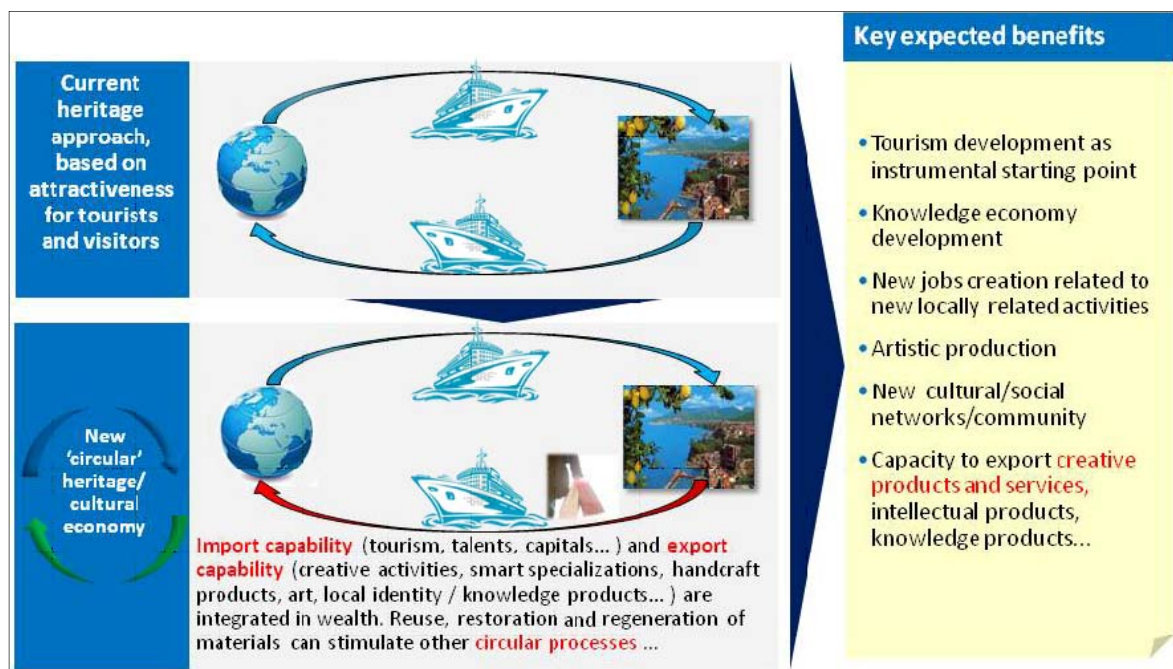 Current
heritage
approach,
based on
attractiveness
for tourists
and visitors
New
‘circular’
heritage/
cultural
economy
Import capability (tourism, talents, capitals... ) and export
capability (creative activities, smart specializations, handcraft
products, art, local identity / knowledge products... ) are
integrated in wealth. Reuse, restoration and regeneration of
materials can stimulate other circular processes ...
Key expected benefits
• Tourism development as
instrumental starting point
• Knowledge economy
development
• New jobs creation related to
new locally related activities
• Artistic production
• New cultural/social
networks/community
• Capacity to export creative
products and services,
intellectual products,
knowledge products...